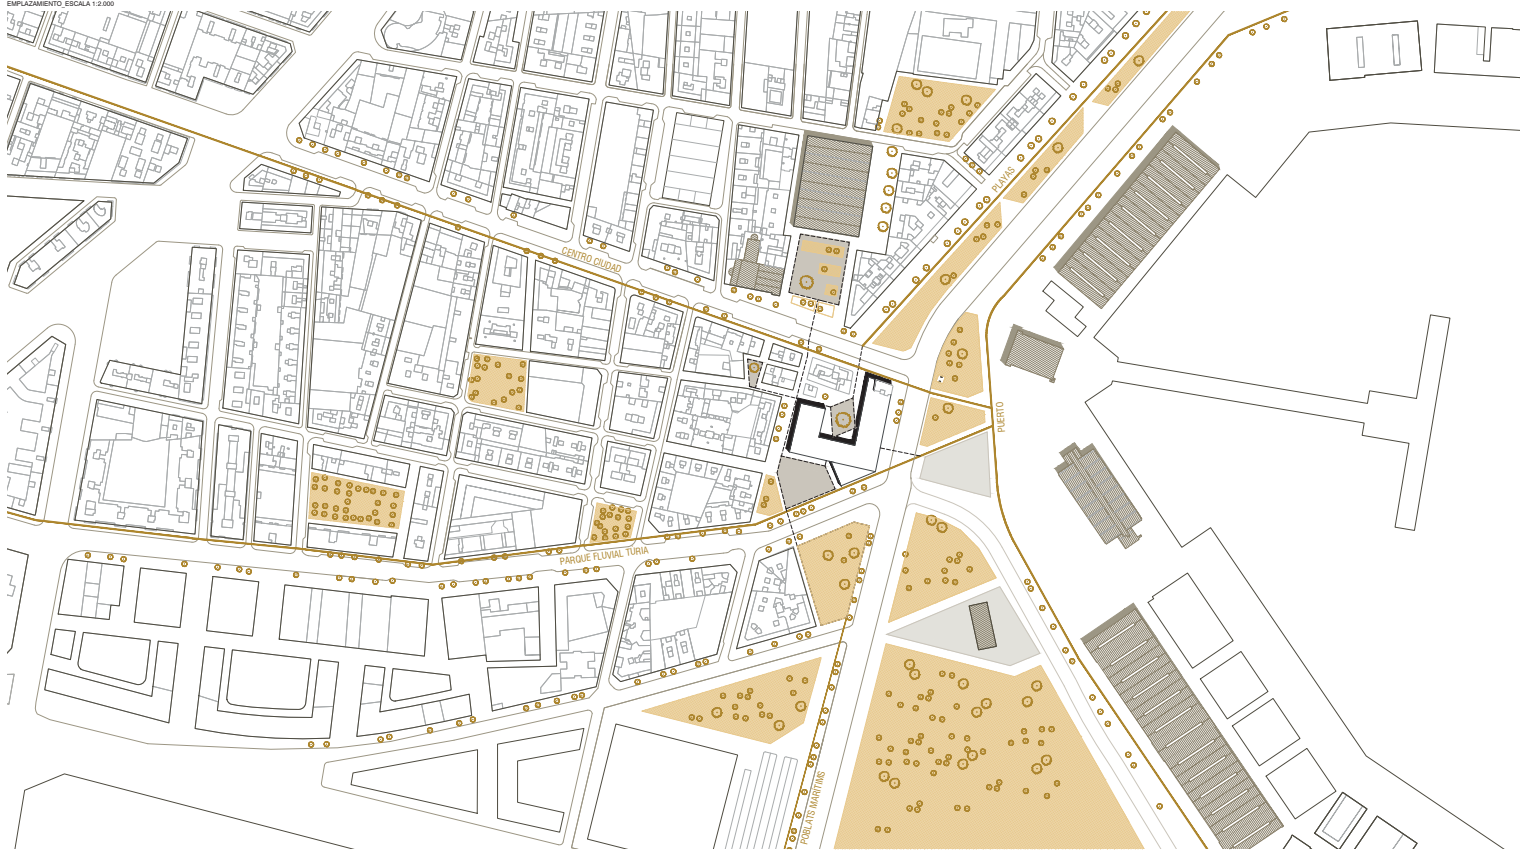 EMPLAZAMIENTO_ESCALA 1:2.000
PLAYAS
CENTRO CIUDAD
PUERTO
PARQUE FLUVIAL TURIA
POBLATS MARÍTIMS